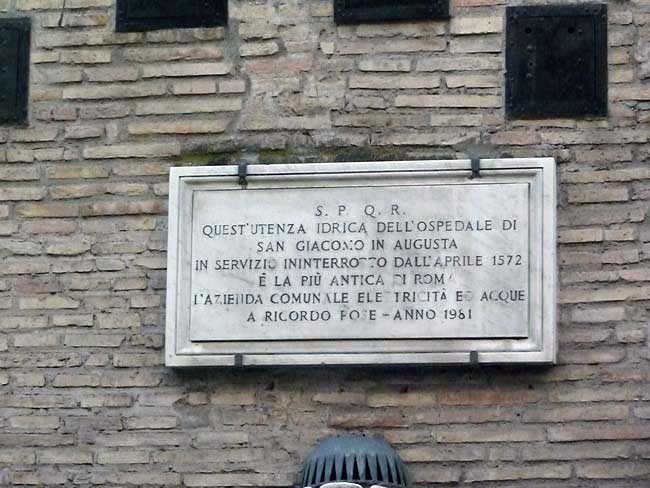 S. P. Q. R.
QUEST'UTENZA IDRICA DELL'OSPEDALE DI
SAN GIACOMO IN AUGUSTA
IN SERVIZIO ININTERROTTO DALL'APRILE 1572
È LA PIÙ ANTICA DI ROMA
L'AZIENDA COMUNALE ELETTRICITÀ ED ACQUE
A RICORDO POSE - ANNO 1981